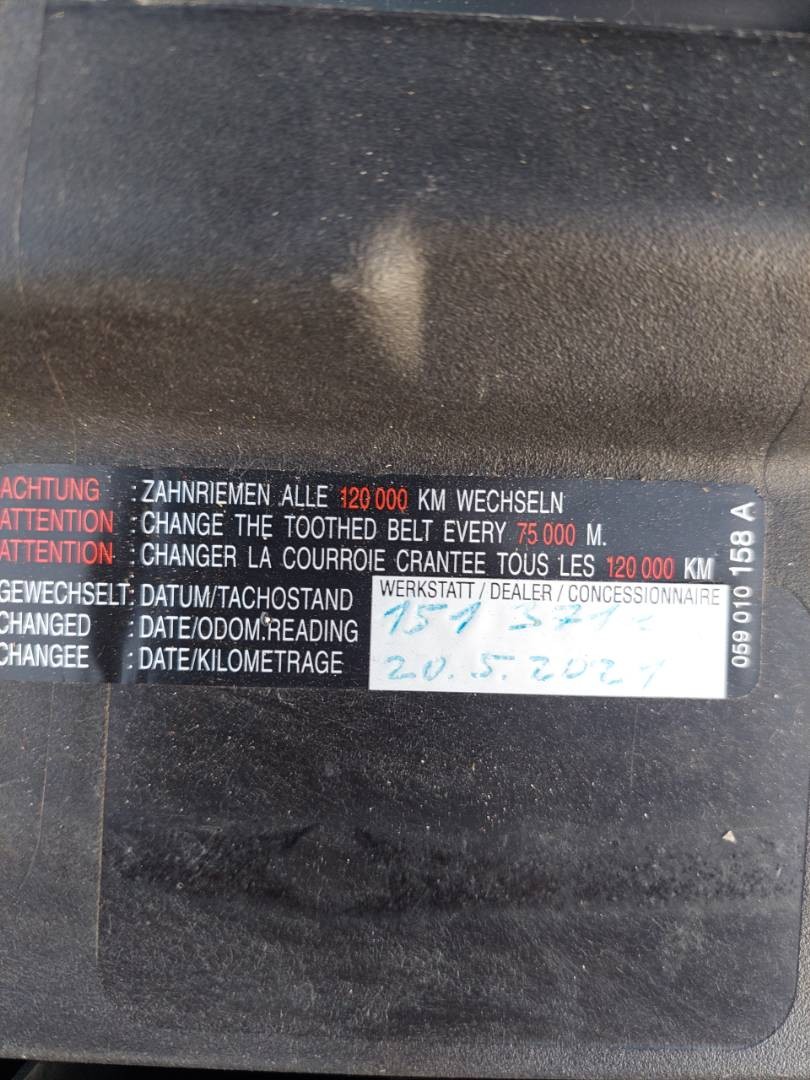 ACHTUNG : ZAHNRIEMEN ALLE 120 000 KM WECHSELN
ATTENTION : CHANGE THE TOOTHED BELT EVERY 75 000 M.
ATTENTION : CHANGER LA COURROIE CRANTEE TOUS LES 120 000 KM
GEWECHSELT: DATUM/TACHOSTAND
CHANGED : DATE/ODOM.READING
CHANGEE : DATE/KILOMETRAGE
WERKSTATT / DEALER / CONCESSIONNAIRE
151
20.5.2021
059 010 158 A